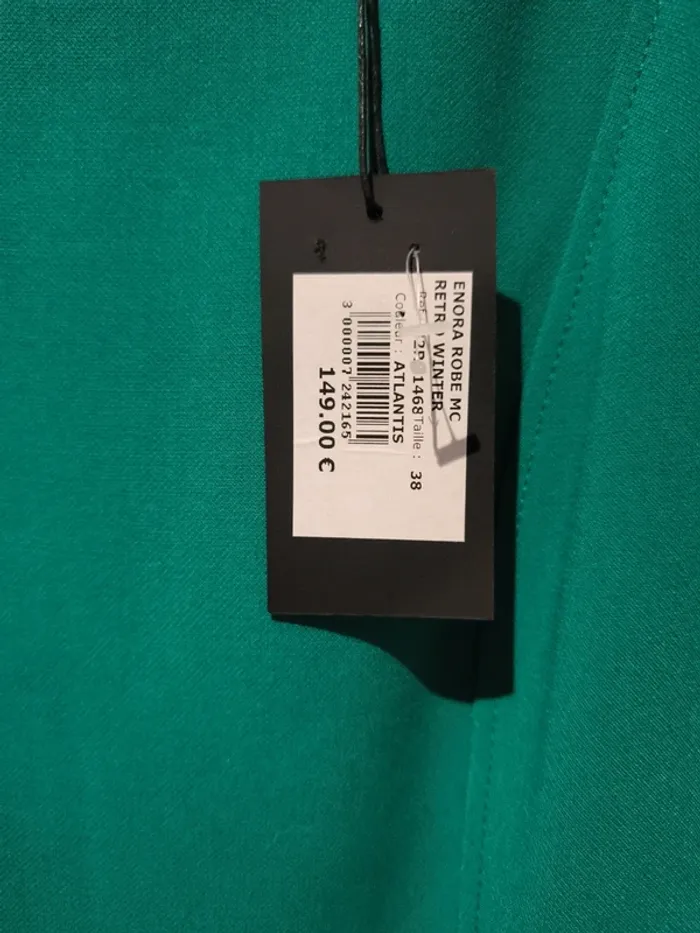 ENORA ROBE MC
WINTER
1468 Taille : 38
Couleur : ATLANTIS
3 000007 242165
149.00 €